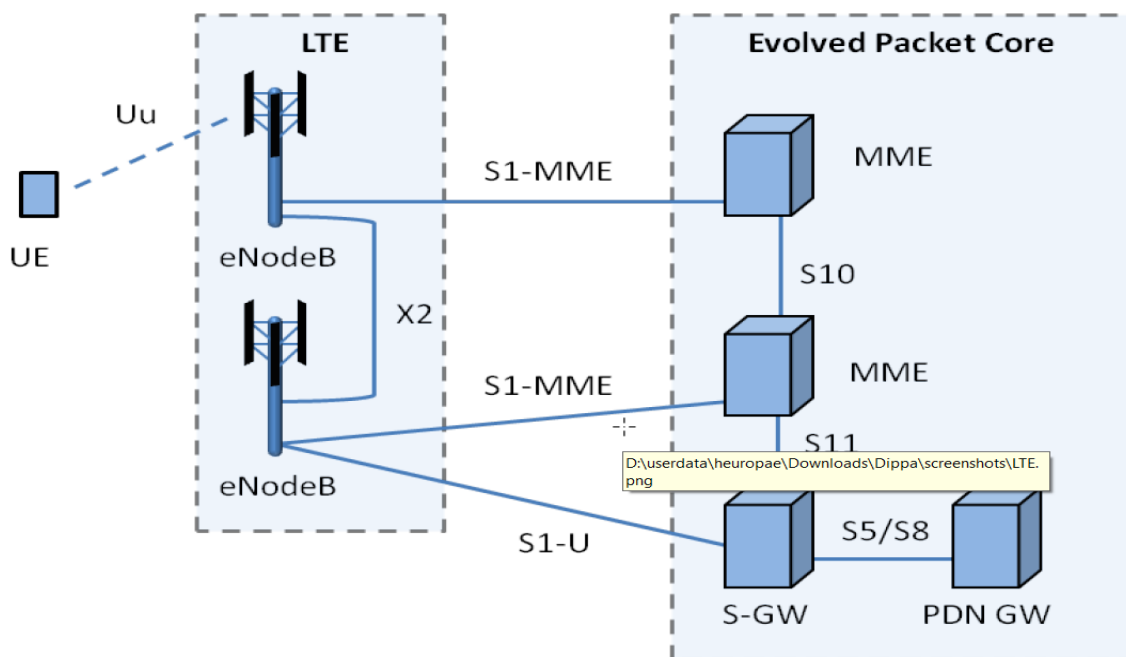 LTE
Evolved Packet Core
Uu
S1-MME
MME
UE
eNodeB
S10
X2
S1-MME
MME
S11
D:\userdata\heuropae\Downloads\Dippa\screenshots\LTE.
png
eNodeB
S1-U
S5/S8
S-GW
PDN GW